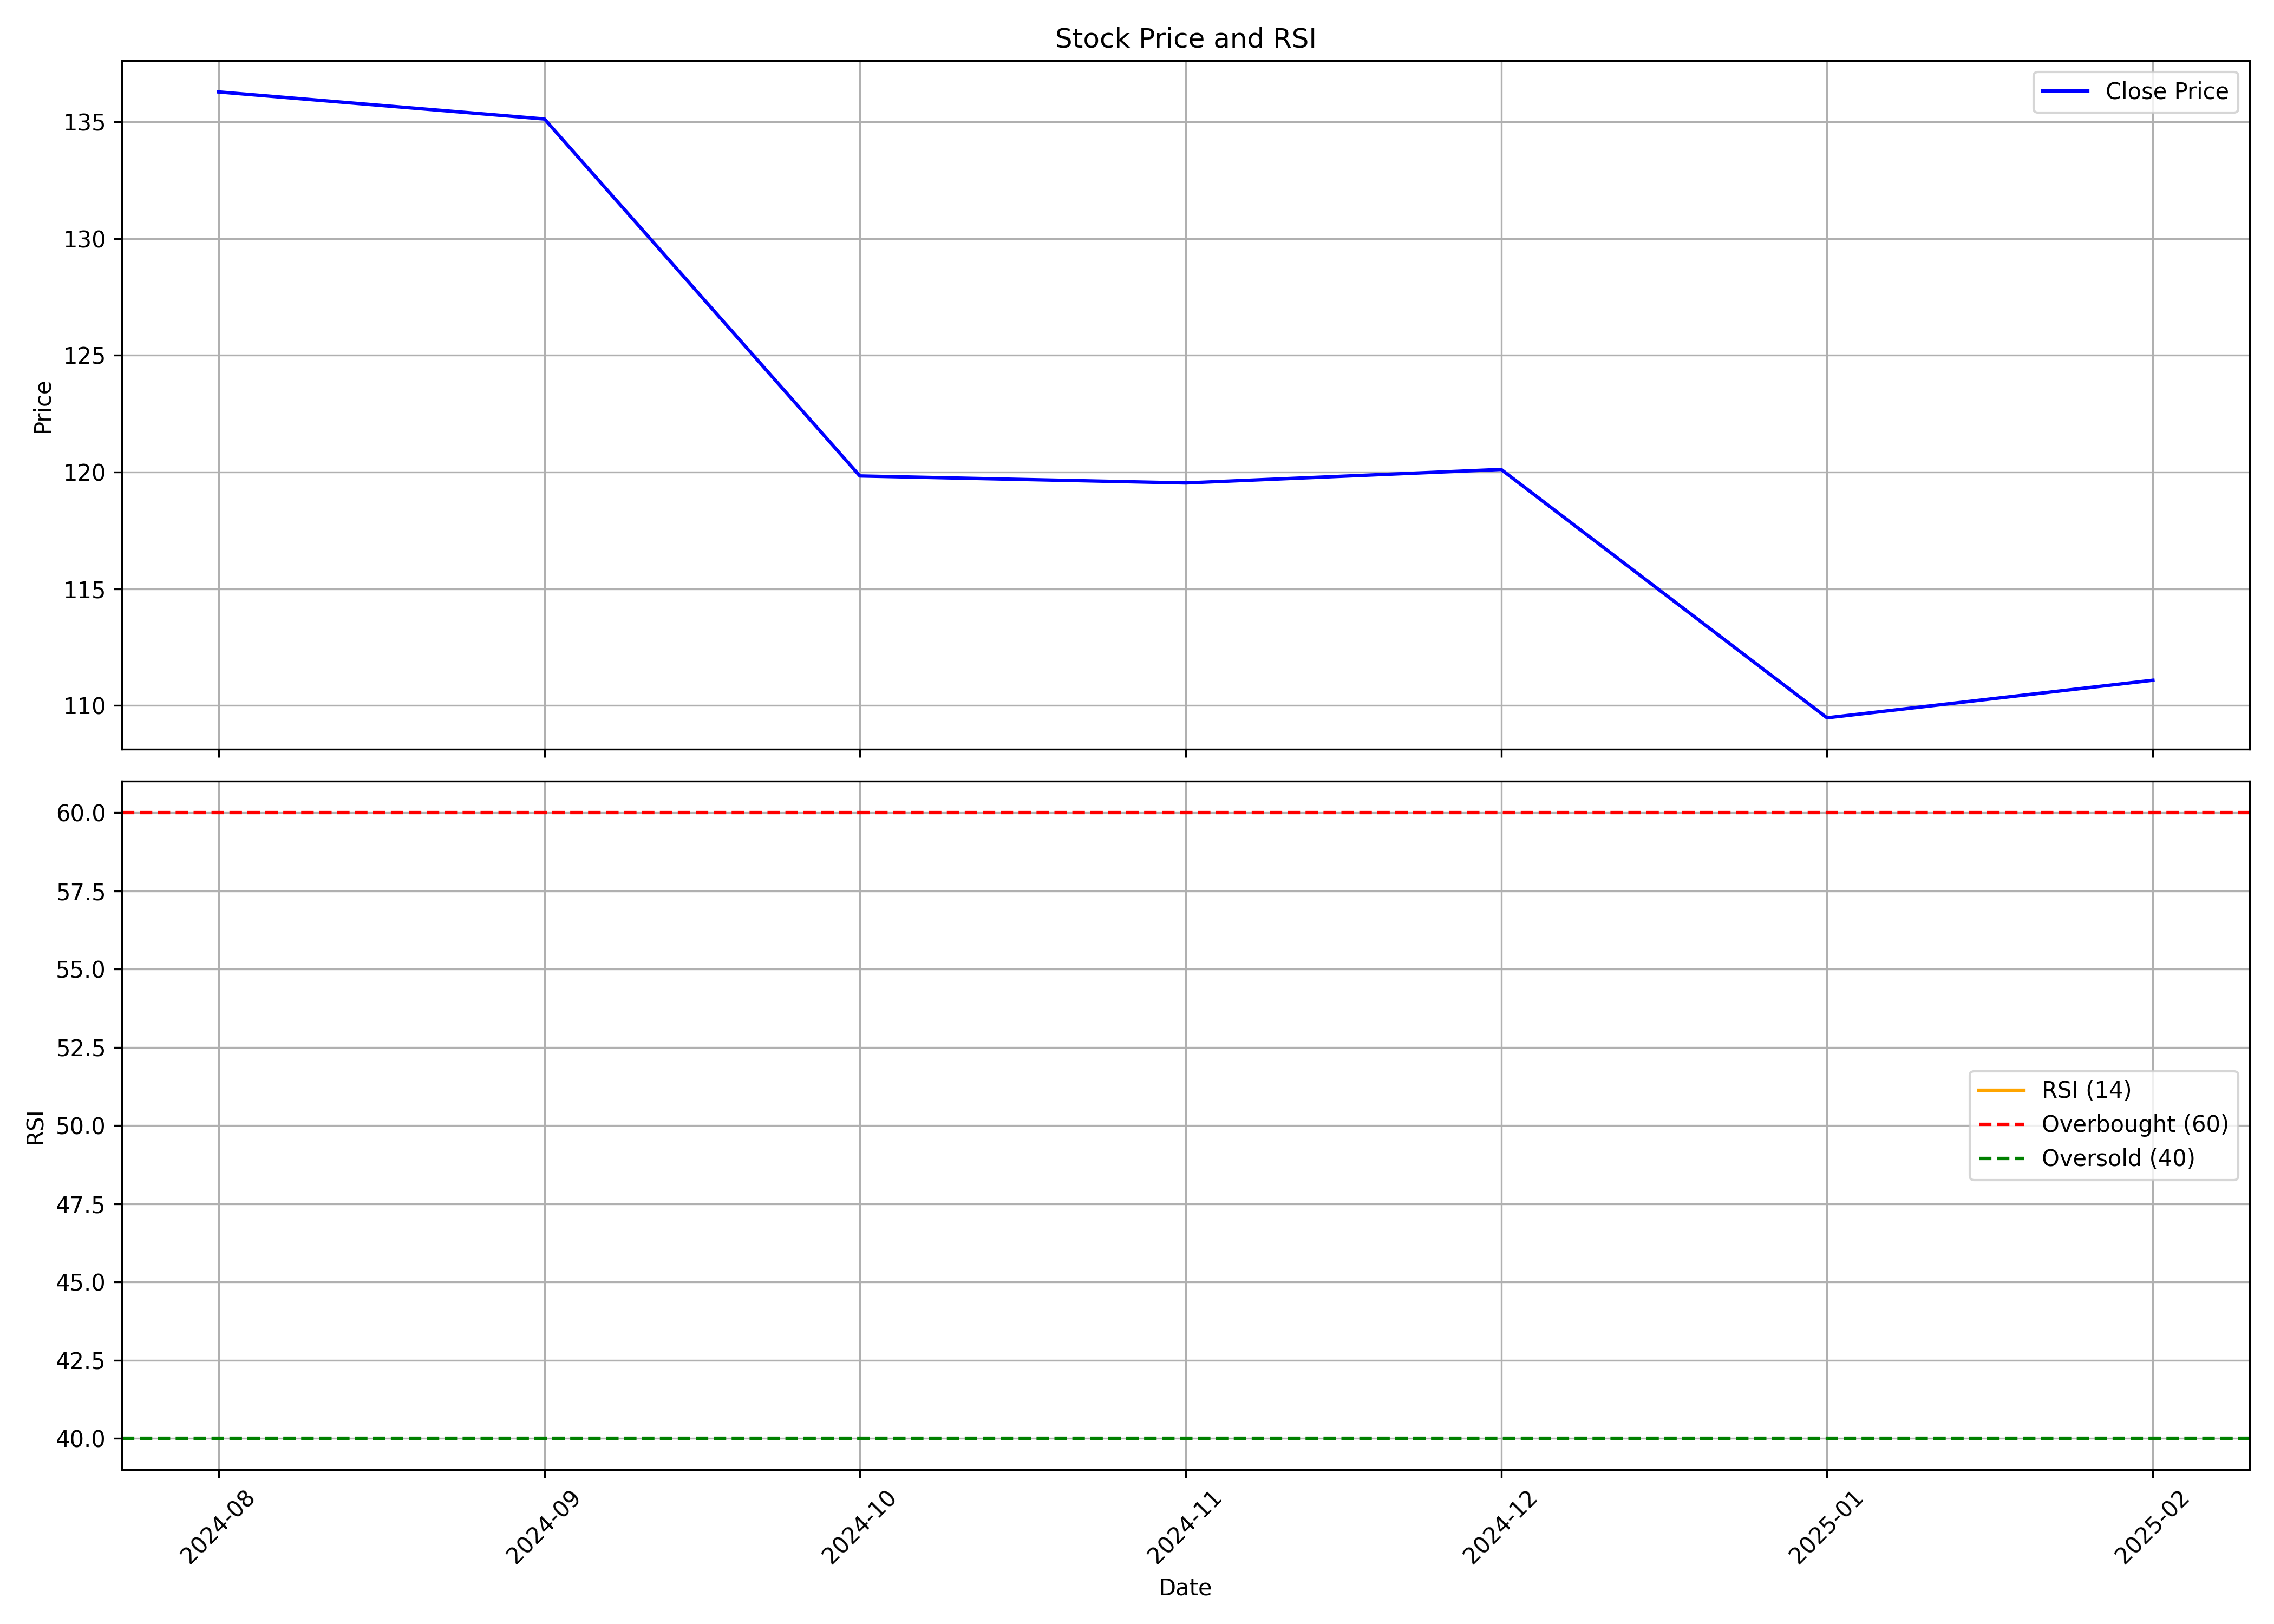 Stock Price and RSI
Close Price
135
130
125
120
115
110
Price
60.0
57.5
55.0
52.5
50.0
47.5
45.0
42.5
40.0
RSI
RSI (14)
Overbought (60)
Oversold (40)
2024-08
2024-09
2024-10
2024-11
2024-12
2025-01
2025-02
Date